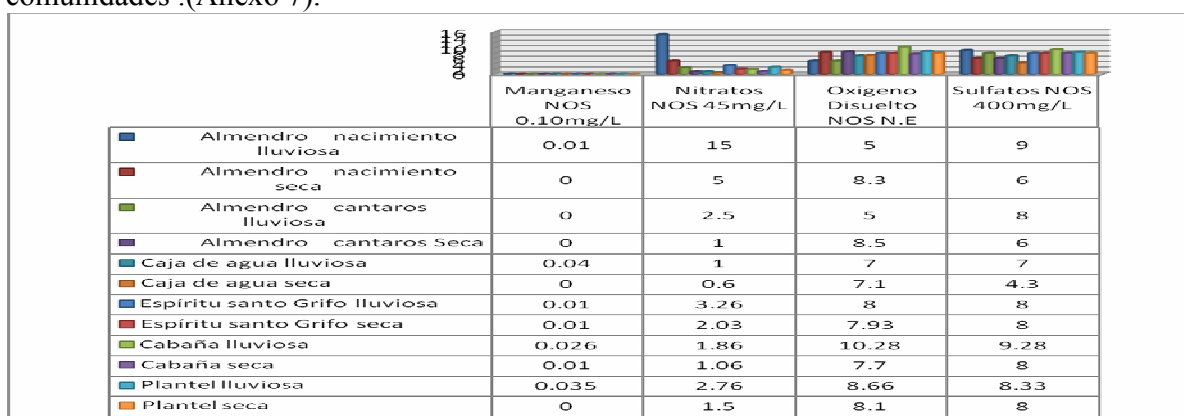 comunidades .(Anexo 7).
16
Manganeso NOS 0.10mg/L Nitratos NOS 45mg/L Oxigeno Disuelto NOS N.E Sulfatos NOS 400mg/L
Almendro nacimiento lluviosa 0.01 15 5 9
Almendro nacimiento seca 0 5 8.3 6
Almendro cantaros lluviosa 0 2.5 5 8
Almendro cantaros Seca 0 1 8.5 6
Caja de agua lluviosa 0.04 1 7 7
Caja de agua seca 0 0.6 7.1 4.3
Espíritu santo Grifo lluviosa 0.01 3.26 8 8
Espíritu santo Grifo seca 0.01 2.03 7.93 8
Cabaña lluviosa 0.026 1.86 10.28 9.28
Cabaña seca 0.01 1.06 7.7 8
Plantel lluviosa 0.035 2.76 8.66 8.33
Plantel seca 0 1.5 8.1 8